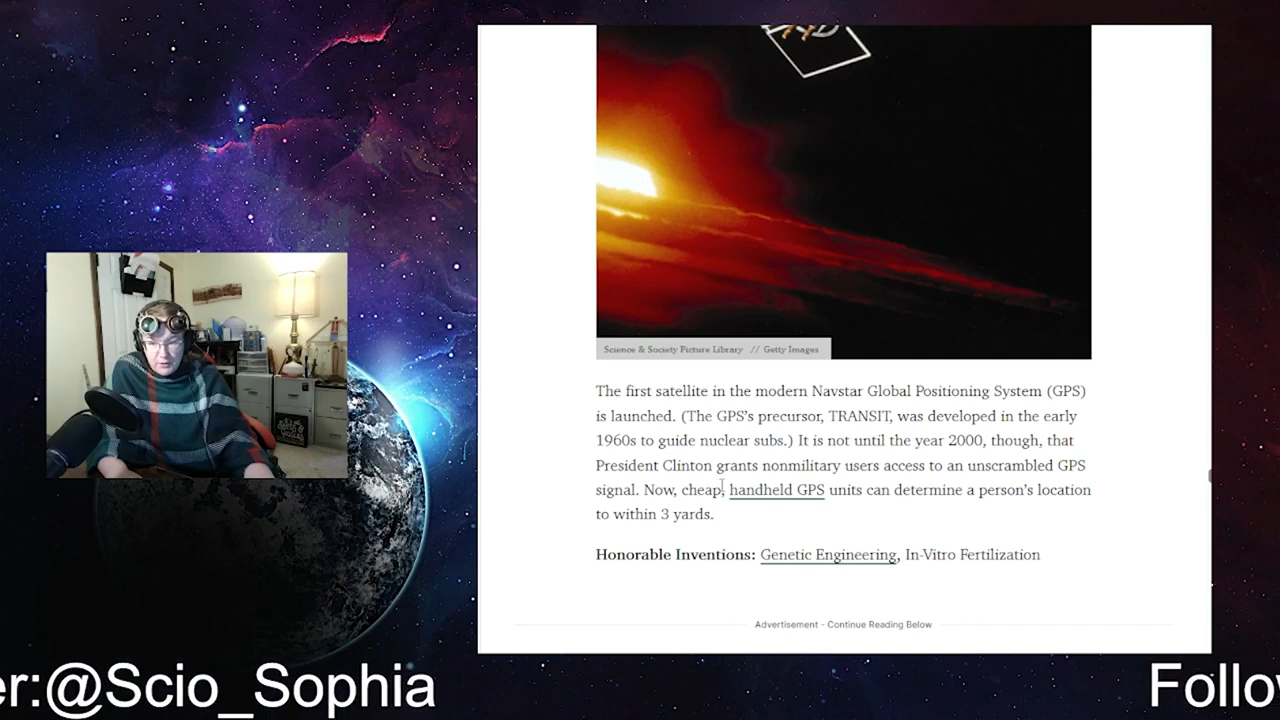 Science & Society Picture Library // Getty Images
The first satellite in the modern Navstar Global Positioning System (GPS)
is launched. (The GPS's precursor, TRANSIT, was developed in the early
1960s to guide nuclear subs.) It is not until the year 2000, though, that
President Clinton grants nonmilitary users access to an unscrambled GPS
signal. Now, cheap, handheld GPS units can determine a person's location
to within 3 yards.
Honorable Inventions: Genetic Engineering, In-Vitro Fertilization
Advertisement - Continue Reading Below
er:@Scio_Sophia
Follow